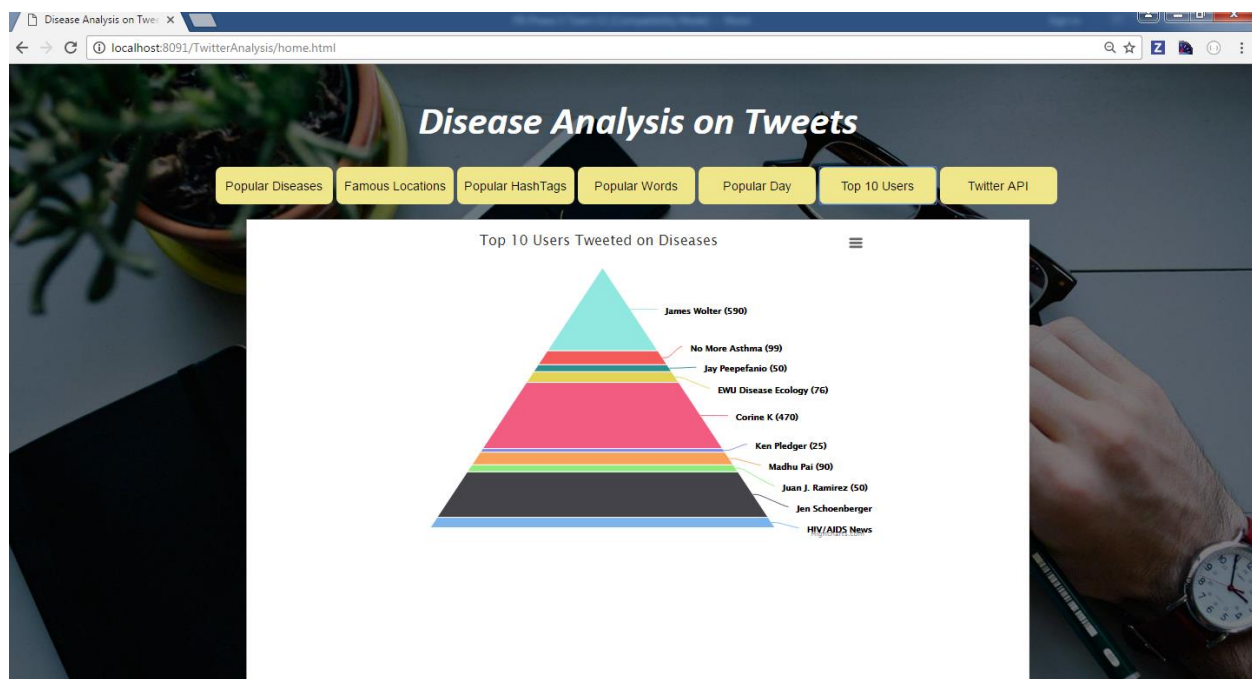 Disease Analysis on Twee
localhost:8091/TwitterAnalysis/home.html
Disease Analysis on Tweets
Popular Diseases
Famous Locations
Popular HashTags
Popular Words
Popular Day
Top 10 Users
Twitter API
Top 10 Users Tweeted on Diseases
James Wolter (590)
No More Asthma (99)
Jay Peepefanio (50)
EWU Disease Ecology (76)
Corine K (470)
Ken Pledger (25)
Madhu Pai (90)
Juan J. Ramirez (50)
Jen Schoenberger
HIV/AIDS News
Highcharts.com